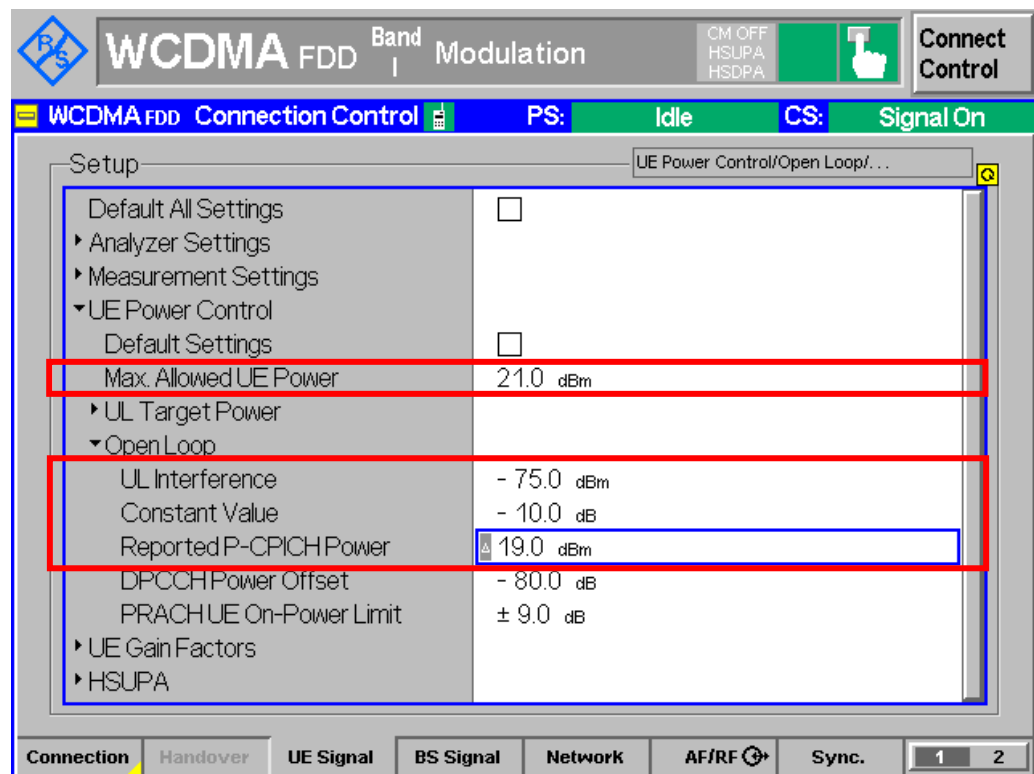 R&S WCDMA FDD Band I Modulation CM OFF HSUPA HSDPA Connect Control
WCDMA FDD Connection Control PS: Idle CS: Signal On
Setup UE Power Control/Open Loop/...
Default All Settings
Analyzer Settings
Measurement Settings
UE Power Control
Default Settings
Max. Allowed UE Power 21.0 dBm
UL Target Power
Open Loop
UL Interference - 75.0 dBm
Constant Value - 10.0 dB
Reported P-CPICH Power 19.0 dBm
DPCCH Power Offset - 80.0 dB
PRACH UE On-Power Limit ± 9.0 dB
UE Gain Factors
HSUPA
Connection Handover UE Signal BS Signal Network AF/RF Sync. 1 2